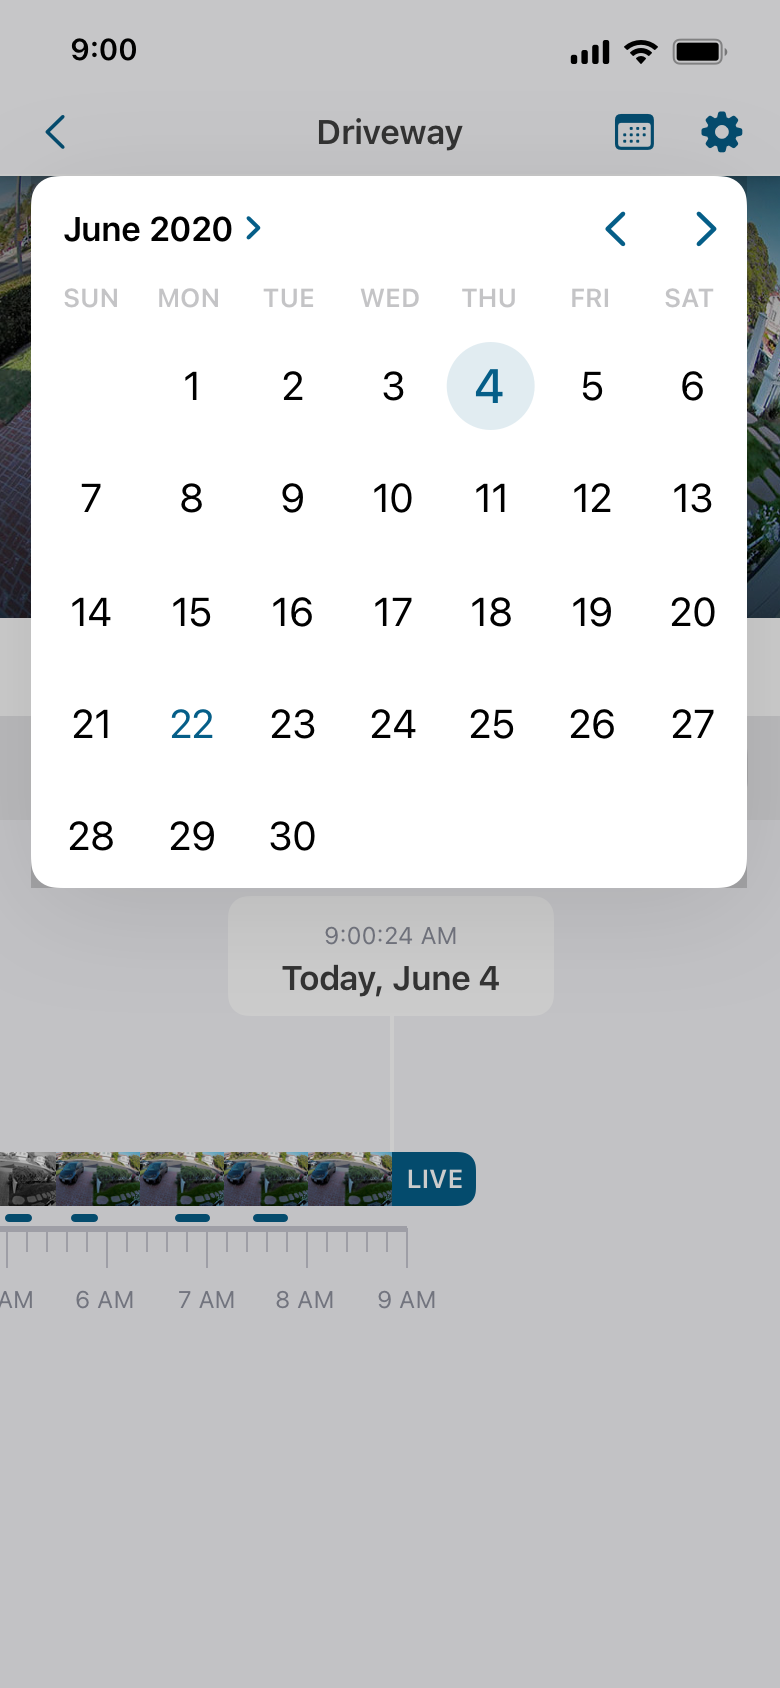 9:00
Driveway
June 2020
SUN MON TUE WED THU FRI SAT
1 2 3 4 5 6
7 8 9 10 11 12 13
14 15 16 17 18 19 20
21 22 23 24 25 26 27
28 29 30
9:00:24 AM
Today, June 4
LIVE
AM 6 AM 7 AM 8 AM 9 AM